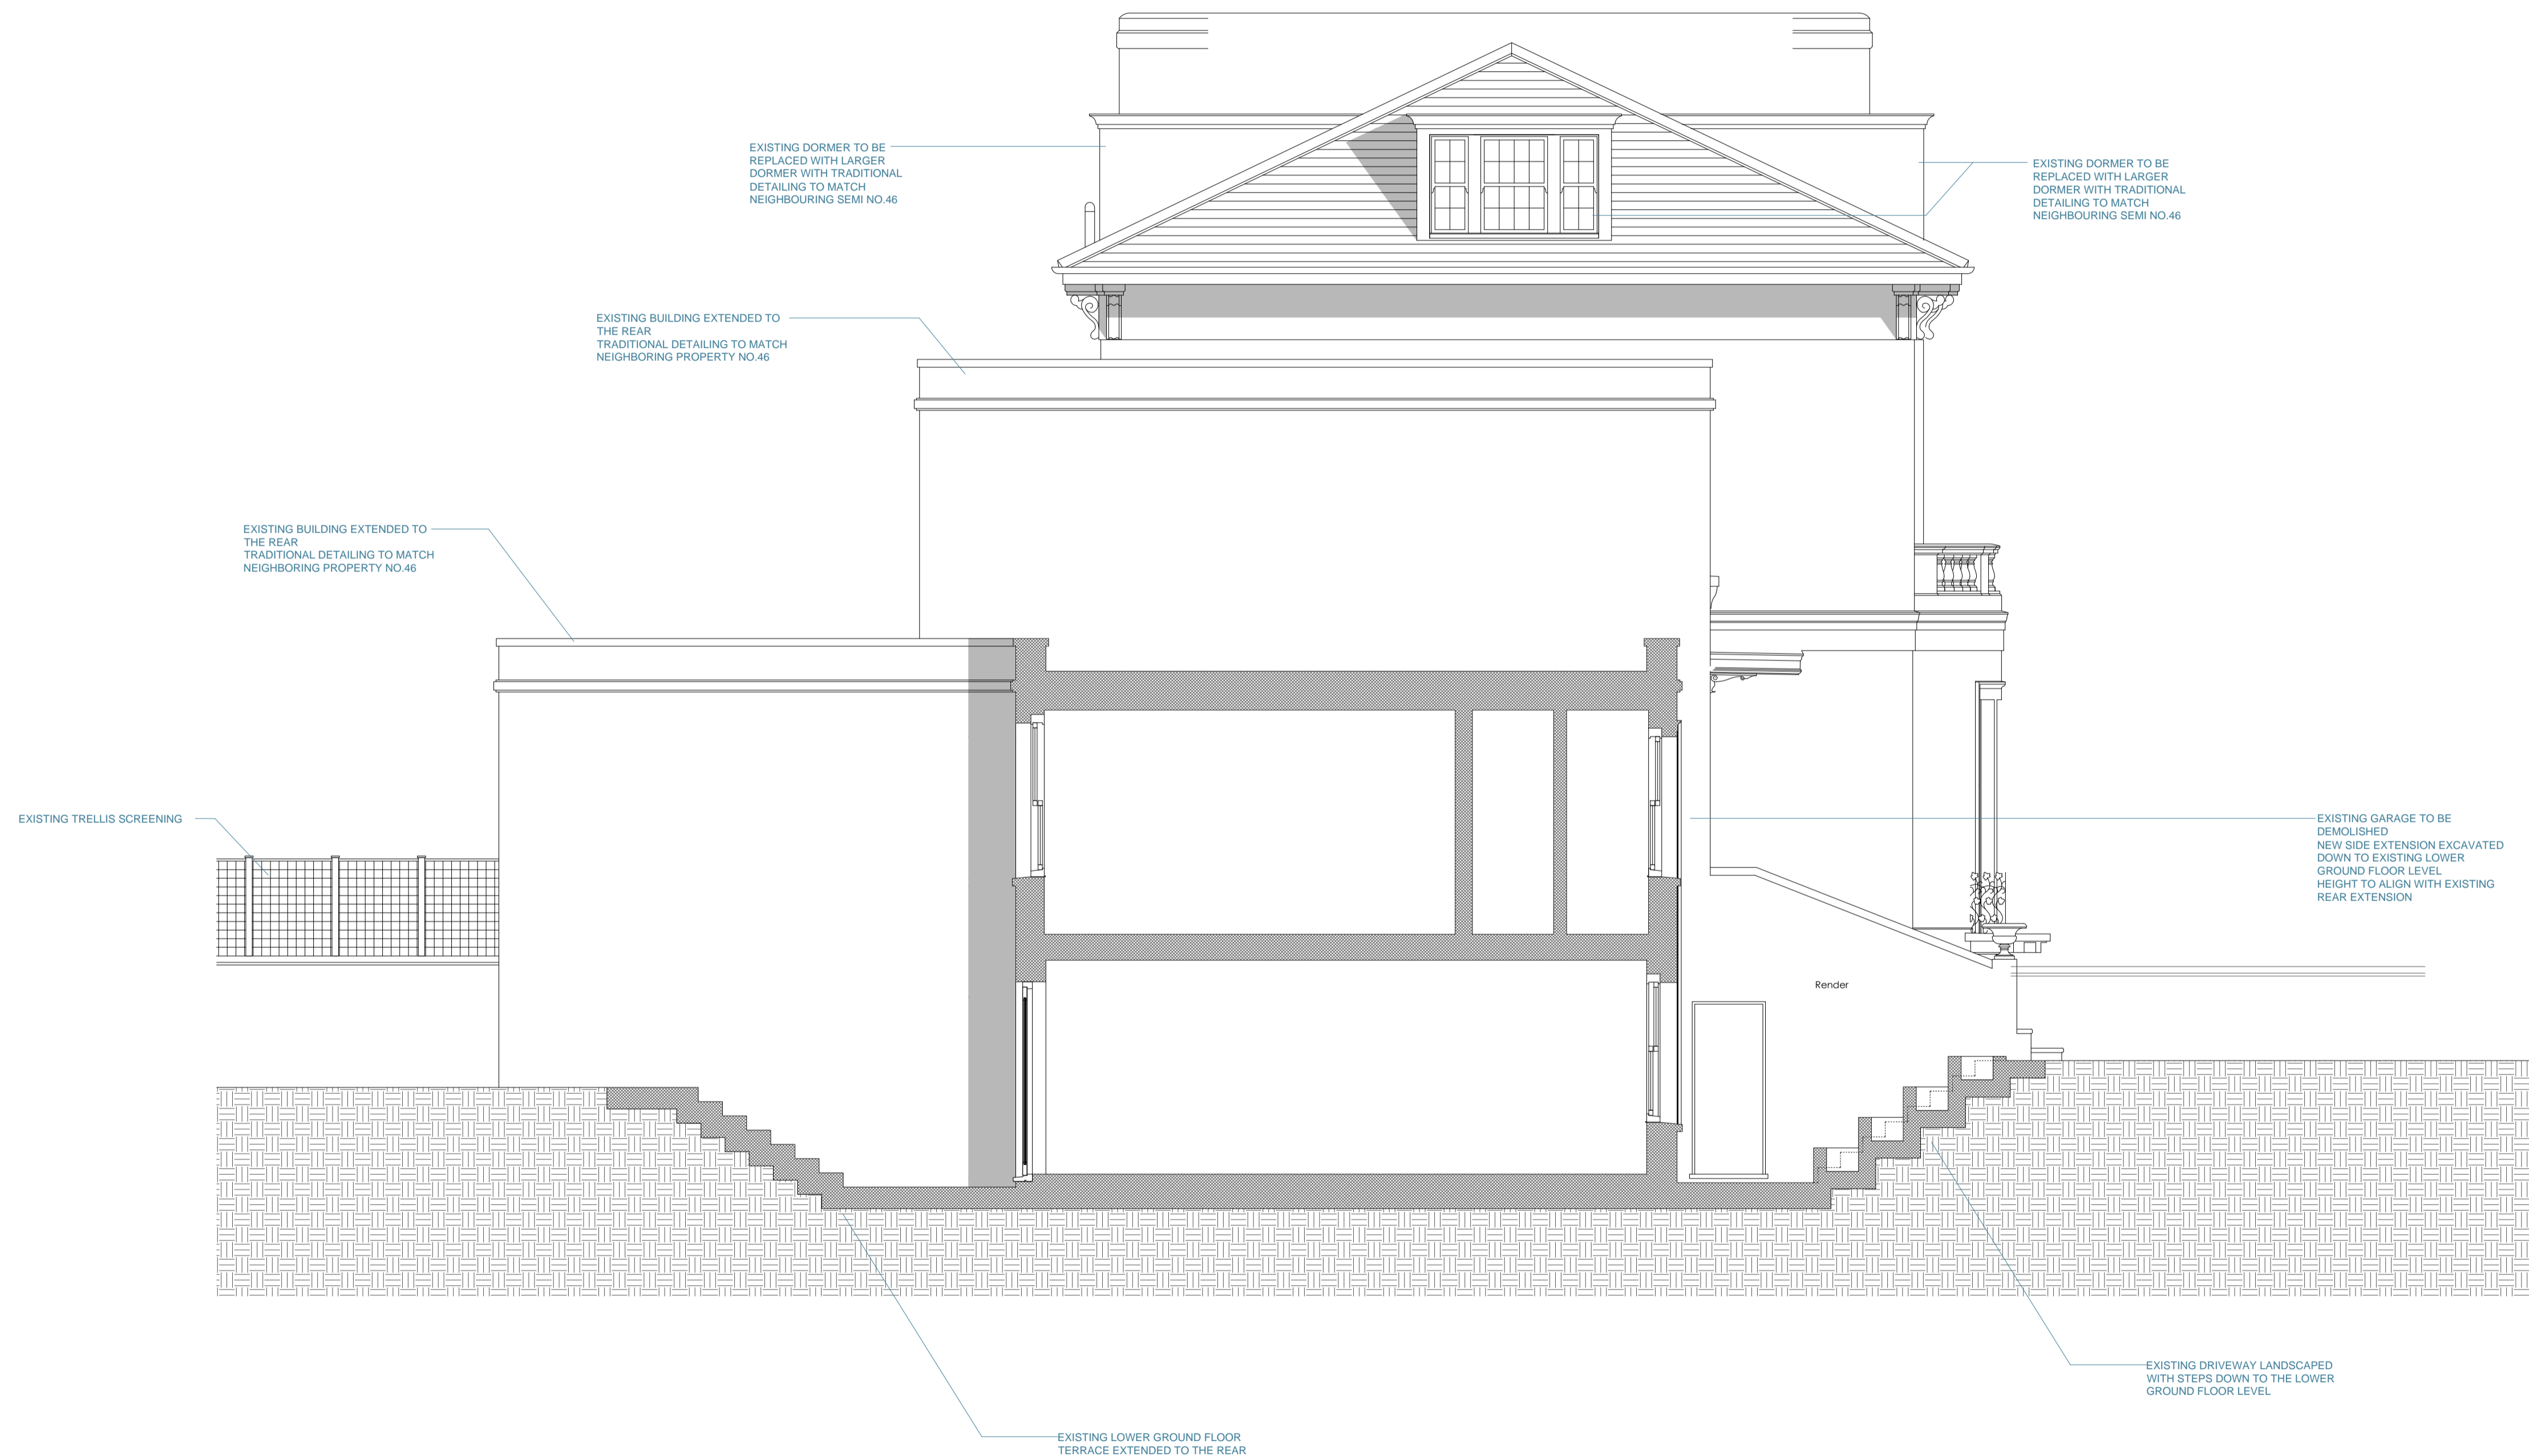 EXISTING DORMER TO BE
REPLACED WITH LARGER
DORMER WITH TRADITIONAL
DETAILING TO MATCH
NEIGHBOURING SEMI NO.46
EXISTING DORMER TO BE
REPLACED WITH LARGER
DORMER WITH TRADITIONAL
DETAILING TO MATCH
NEIGHBOURING SEMI NO.46
EXISTING BUILDING EXTENDED TO
THE REAR
TRADITIONAL DETAILING TO MATCH
NEIGHBORING PROPERTY NO.46
EXISTING BUILDING EXTENDED TO
THE REAR
TRADITIONAL DETAILING TO MATCH
NEIGHBORING PROPERTY NO.46
EXISTING TRELLIS SCREENING
EXISTING GARAGE TO BE
DEMOLISHED
NEW SIDE EXTENSION EXCAVATED
DOWN TO EXISTING LOWER
GROUND FLOOR LEVEL
HEIGHT TO ALIGN WITH EXISTING
REAR EXTENSION
Render
EXISTING DRIVEWAY LANDSCAPED
WITH STEPS DOWN TO THE LOWER
GROUND FLOOR LEVEL
EXISTING LOWER GROUND FLOOR
TERRACE EXTENDED TO THE REAR